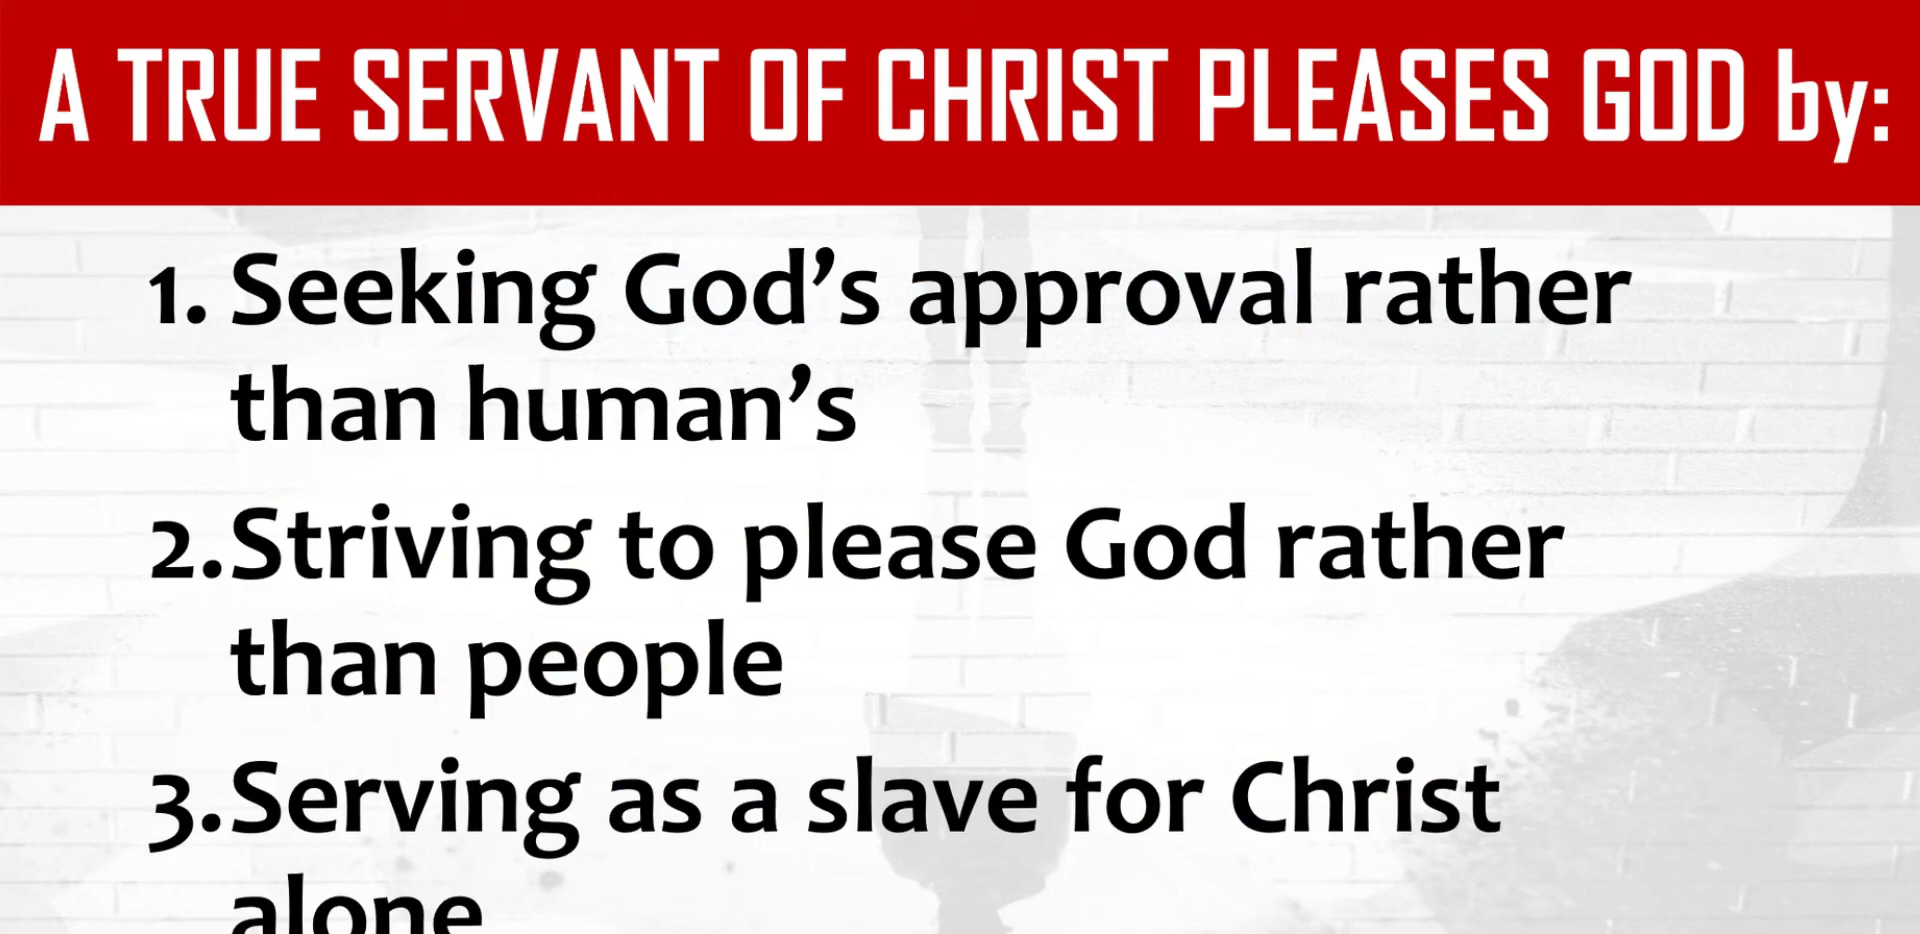 A TRUE SERVANT OF CHRIST PLEASES GOD by:
1. Seeking God’s approval rather
than human’s
2. Striving to please God rather
than people
3. Serving as a slave for Christ
alone